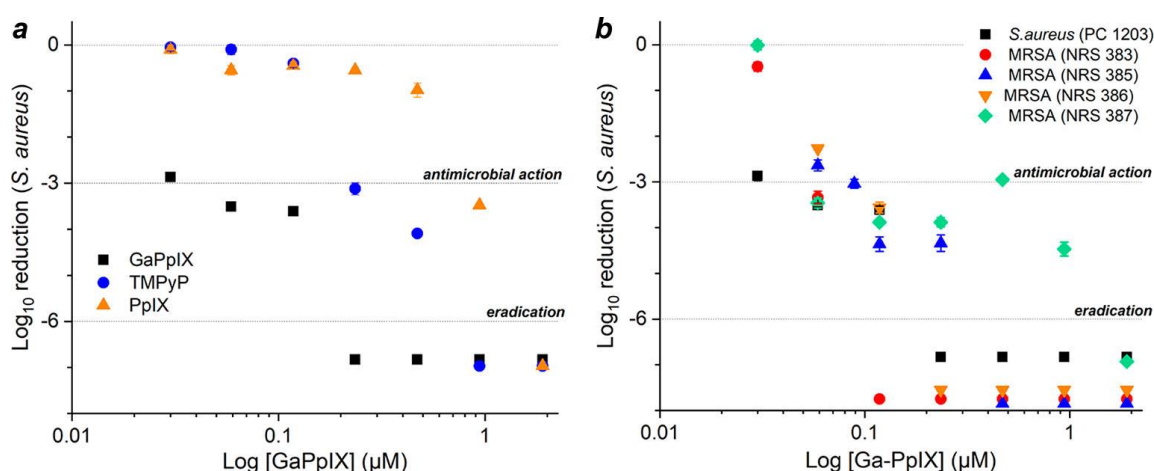 a
0
-3
-6
Log10 reduction (S. aureus)
antimicrobial action
eradication
GaPpIX
TMPyP
PpIX
0.01
0.1
1
Log [GaPpIX] (µM)
b
0
-3
-6
Log10 reduction (S. aureus)
S.aureus (PC 1203)
MRSA (NRS 383)
MRSA (NRS 385)
MRSA (NRS 386)
MRSA (NRS 387)
antimicrobial action
eradication
0.01
0.1
1
Log [Ga-PpIX] (µM)